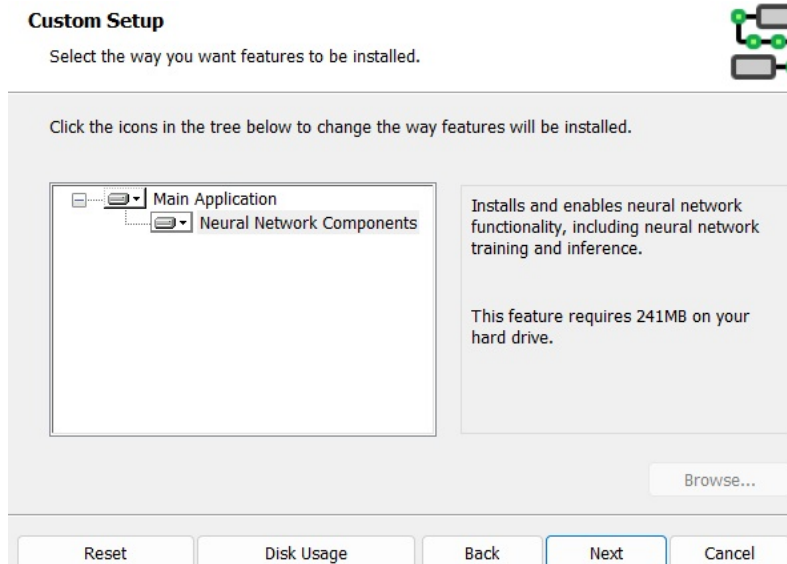 Custom Setup
Select the way you want features to be installed.
Click the icons in the tree below to change the way features will be installed.
Main Application
Neural Network Components
Installs and enables neural network
functionality, including neural network
training and inference.
This feature requires 241MB on your
hard drive.
Browse...
Reset
Disk Usage
Back
Next
Cancel